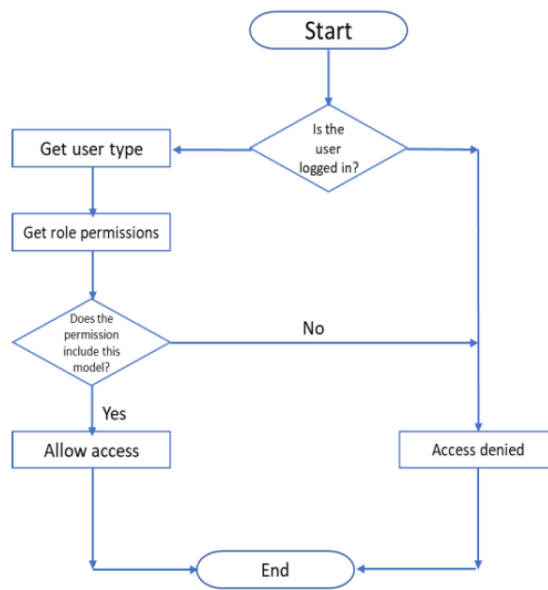 Start
Is the
user
logged in?
Get user type
Get role permissions
Does the
permission
include this
model?
No
Yes
Allow access
Access denied
End